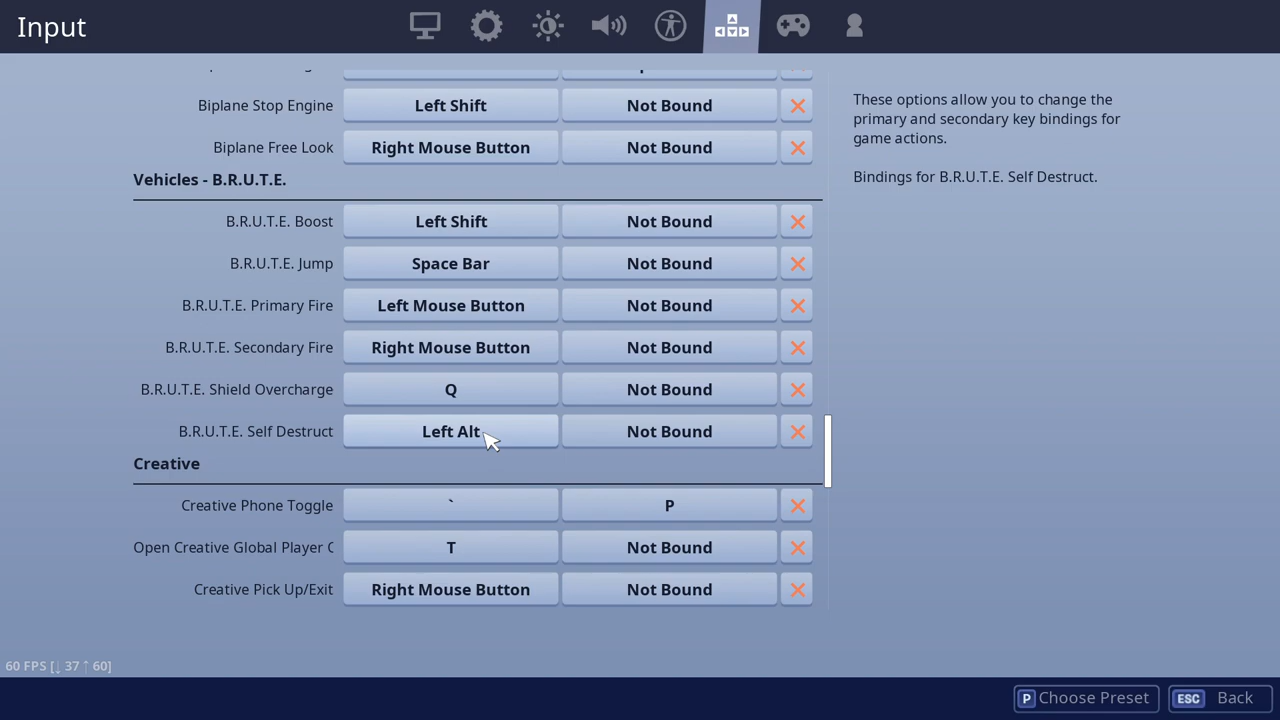 Input
Biplane Stop Engine Left Shift Not Bound
Biplane Free Look Right Mouse Button Not Bound
Vehicles - B.R.U.T.E.
B.R.U.T.E. Boost Left Shift Not Bound
B.R.U.T.E. Jump Space Bar Not Bound
B.R.U.T.E. Primary Fire Left Mouse Button Not Bound
B.R.U.T.E. Secondary Fire Right Mouse Button Not Bound
B.R.U.T.E. Shield Overcharge Q Not Bound
B.R.U.T.E. Self Destruct Left Alt Not Bound
Creative
Creative Phone Toggle ` P
Open Creative Global Player C T Not Bound
Creative Pick Up/Exit Right Mouse Button Not Bound
These options allow you to change the
primary and secondary key bindings for
game actions.
Bindings for B.R.U.T.E. Self Destruct.
60 FPS [↓ 37 ↑ 60]
P Choose Preset ESC Back